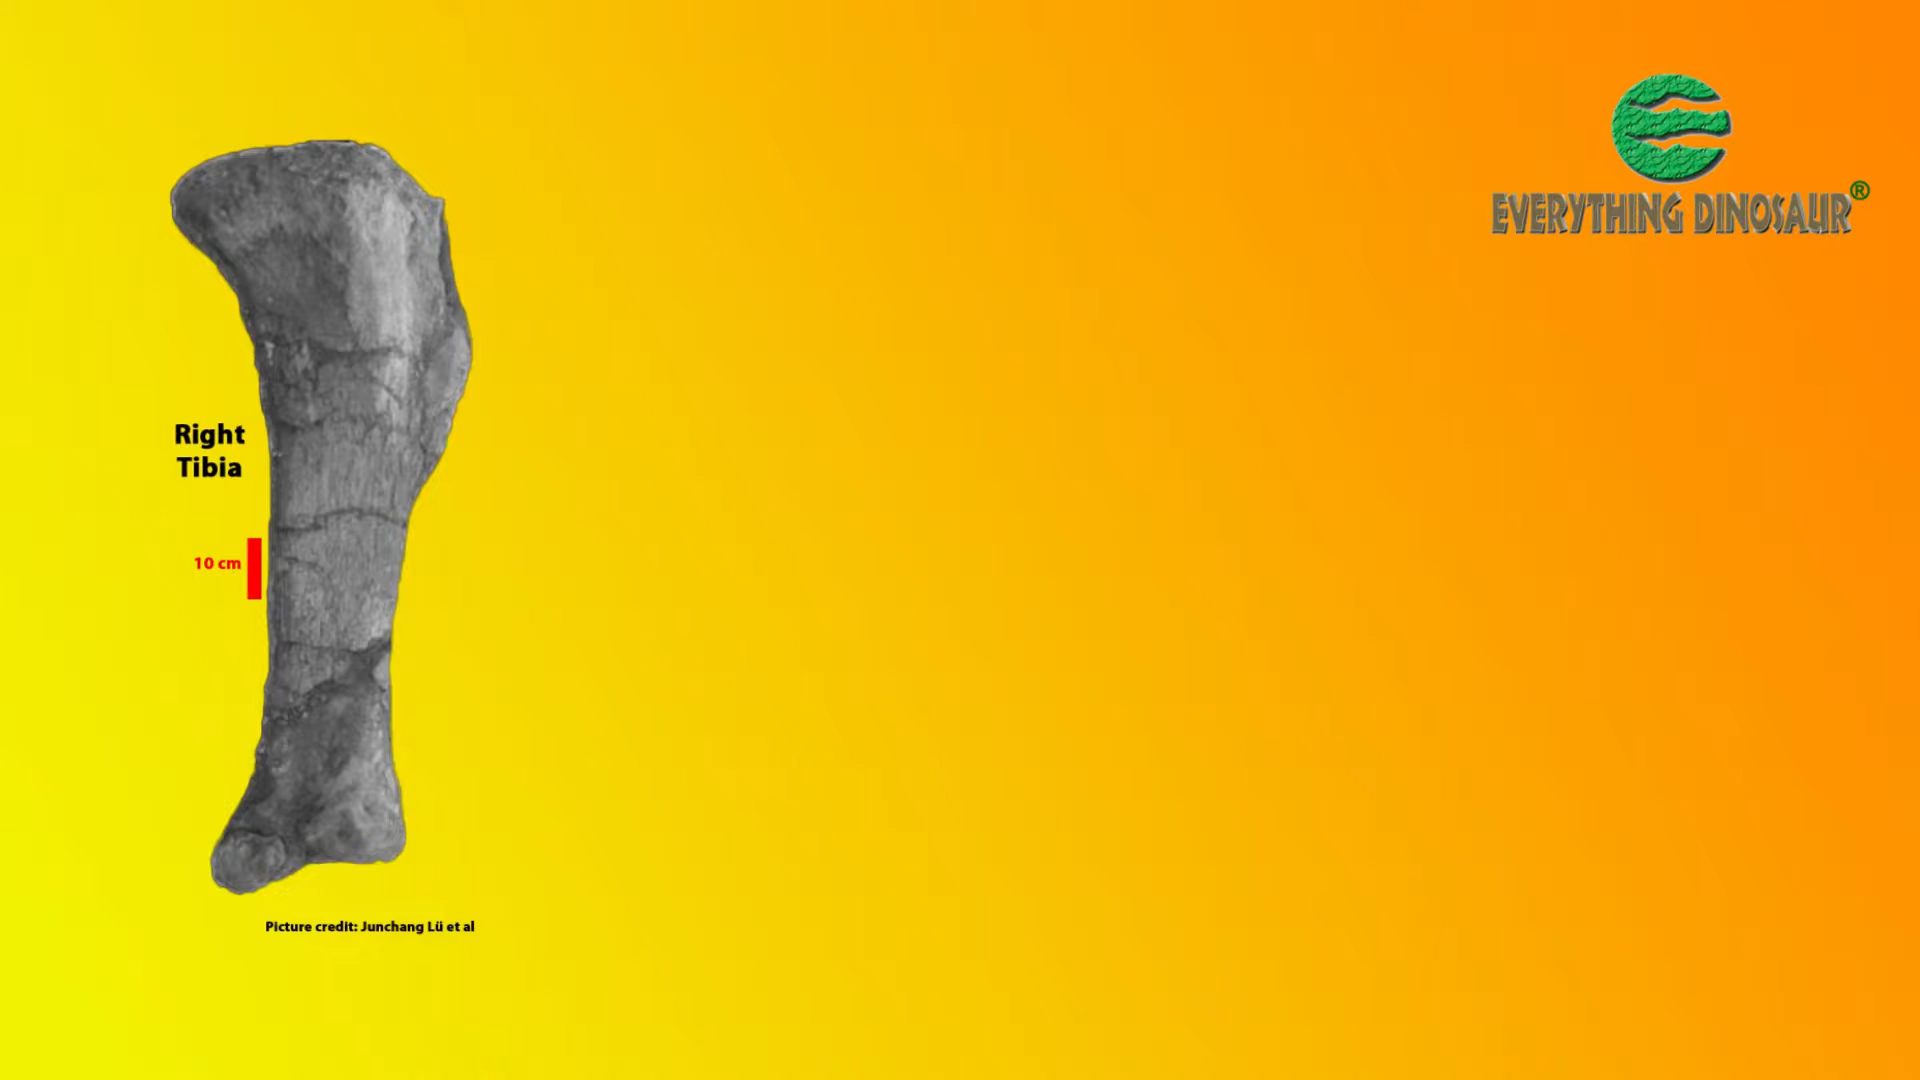 EVERYTHING DINOSAUR®
Right
Tibia
10 cm
Picture credit: Junchang Lü et al